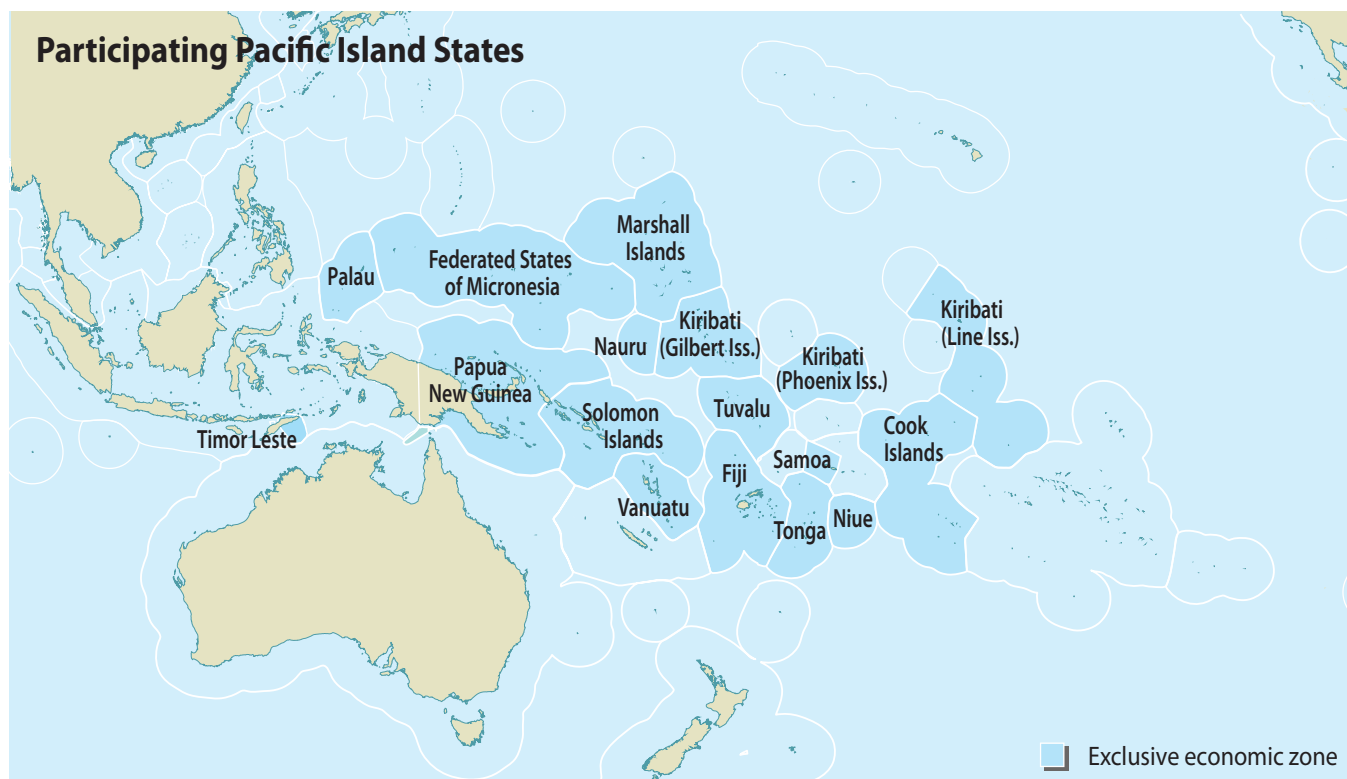 Participating Pacific Island States
Marshall
Islands
Palau
Federated States
of Micronesia
Kiribati
(Line Iss.)
Nauru
Kiribati
(Gilbert Iss.)
Kiribati
(Phoenix Iss.)
Papua
New Guinea
Solomon
Islands
Tuvalu
Cook
Islands
Timor Leste
Samoa
Fiji
Vanuatu
Tonga
Niue
Exclusive economic zone